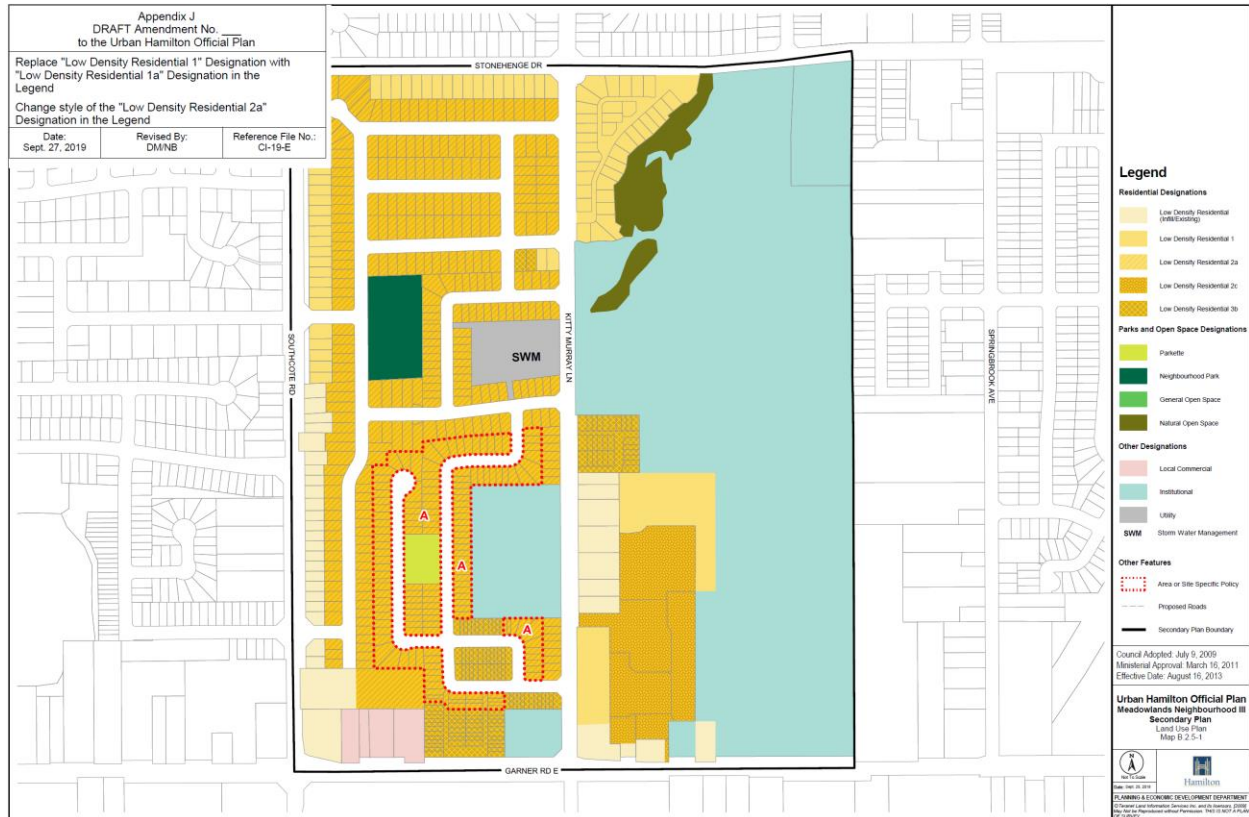 Appendix J
DRAFT Amendment No. ___
to the Urban Hamilton Official Plan
Replace "Low Density Residential 1" Designation with
"Low Density Residential 1a" Designation in the
Legend
Change style of the "Low Density Residential 2a"
Designation in the Legend
Date:
Sept. 27, 2019
Revised By:
DM/NB
Reference File No.:
CI-19-E
STONEHENGE DR
SOUTHCOTE RD
KITTY MURRAY LN
SPRINGBROOK AVE
SWM
A
A
A
GARNER RD E
Legend
Residential Designations
Low Density Residential
(Infill/Existing)
Low Density Residential 1
Low Density Residential 2a
Low Density Residential 2c
Low Density Residential 3b
Parks and Open Space Designations
Parkette
Neighbourhood Park
General Open Space
Natural Open Space
Other Designations
Local Commercial
Institutional
Utility
SWM Storm Water Management
Other Features
Area or Site Specific Policy
Proposed Roads
Secondary Plan Boundary
Council Adopted: July 9, 2009
Ministerial Approval: March 16, 2011
Effective Date: August 16, 2013
Urban Hamilton Official Plan
Meadowlands Neighbourhood III
Secondary Plan
Land Use Plan
Map B.2.5-1
N
Not To Scale
Hamilton
PLANNING & ECONOMIC DEVELOPMENT DEPARTMENT